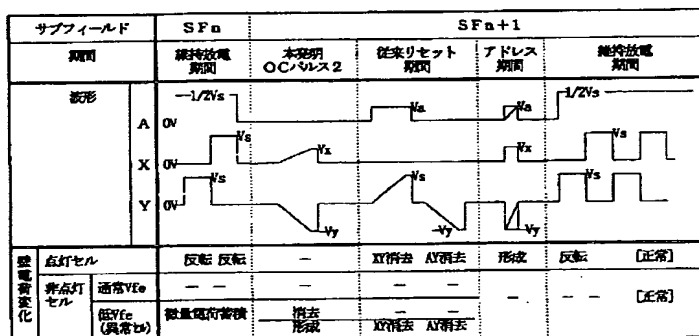 サブフィールド SFn SFn+1
期間 維持放電期間 本発明OCパルス2 従来リセット期間 アドレス期間 維持放電期間
波形
1/2Vs Va Va 1/2Vs
A 0V
Vs Vx Vx Vs
X 0V
Vs Vs Vs
Y 0V
-Vy -Vy -Vy
壁電荷変化 点灯セル 反転 反転 - XY消去 AY消去 形成 反転 [正常]
非点灯セル 通常Vfe - - - - - - - - [正常]
低Vfe(異常セル) 微量電荷蓄積 消去 形成 XY消去 AY消去